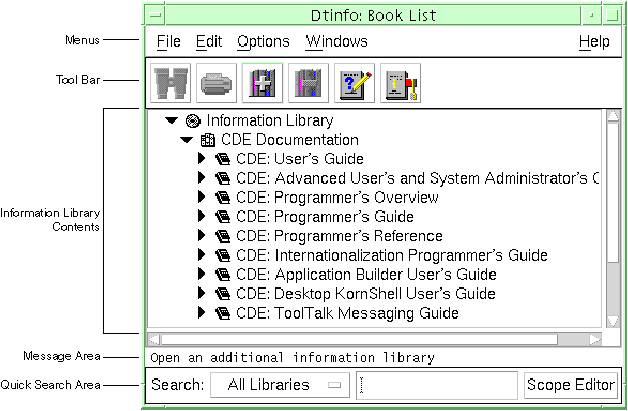 Dtinfo: Book List
Menus
File Edit Options Windows Help
Tool Bar
Information Library
CDE Documentation
CDE: User's Guide
CDE: Advanced User's and System Administrator's
CDE: Programmer's Overview
CDE: Programmer's Guide
Information Library
Contents
CDE: Programmer's Reference
CDE: Internationalization Programmer's Guide
CDE: Application Builder User's Guide
CDE: Desktop KornShell User's Guide
CDE: ToolTalk Messaging Guide
Message Area
Open an additional information library
Quick Search Area
Search: All Libraries Scope Editor